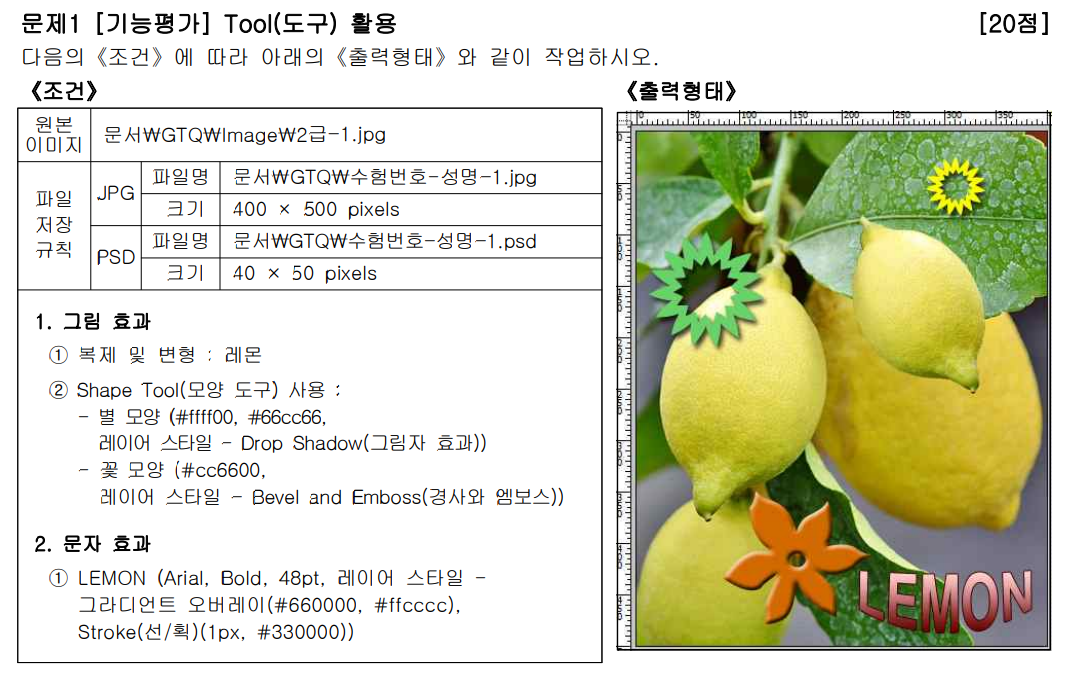 문제1 [기능평가] Tool(도구) 활용 [20점]
다음의《조건》에 따라 아래의《출력형태》와 같이 작업하시오.
《조건》
《출력형태》
원본
이미지
문서₩GTQ₩Image₩2급-1.jpg
파일
저장
규칙
JPG
파일명
문서₩GTQ₩수험번호-성명-1.jpg
크기
400 × 500 pixels
PSD
파일명
문서₩GTQ₩수험번호-성명-1.psd
크기
40 × 50 pixels
1. 그림 효과
① 복제 및 변형 : 레몬
② Shape Tool(모양 도구) 사용 :
- 별 모양 (#ffff00, #66cc66,
레이어 스타일 - Drop Shadow(그림자 효과))
- 꽃 모양 (#cc6600,
레이어 스타일 - Bevel and Emboss(경사와 엠보스))
2. 문자 효과
① LEMON (Arial, Bold, 48pt, 레이어 스타일 -
그라디언트 오버레이(#660000, #ffcccc),
Stroke(선/획)(1px, #330000))
0 50 100 150 200 250 300 350
0
50
100
150
200
250
300
350
400
450
LEMON